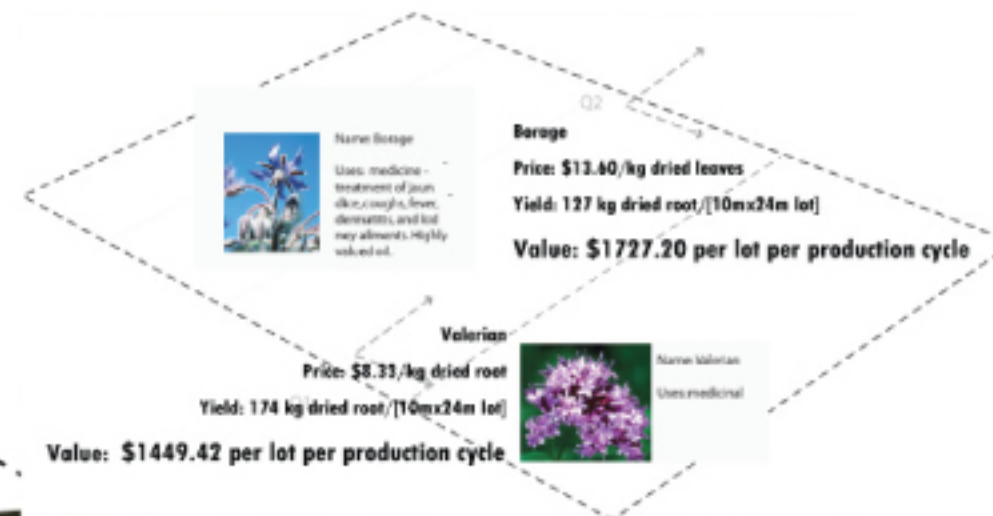 Q2
Name: Borage
Uses: medicine -
treatment of jaun
dice,coughs, fever,
dermatitis, and kid
ney ailments. Highly
valued oil.
Borage
Price: $13.60/kg dried leaves
Yield: 127 kg dried root/[10mx24m lot]
Value: $1727.20 per lot per production cycle
Valerian
Price: $8.33/kg dried root
Yield: 174 kg dried root/[10mx24m lot]
Value: $1449.42 per lot per production cycle
Name: Valerian
Uses:medicinal